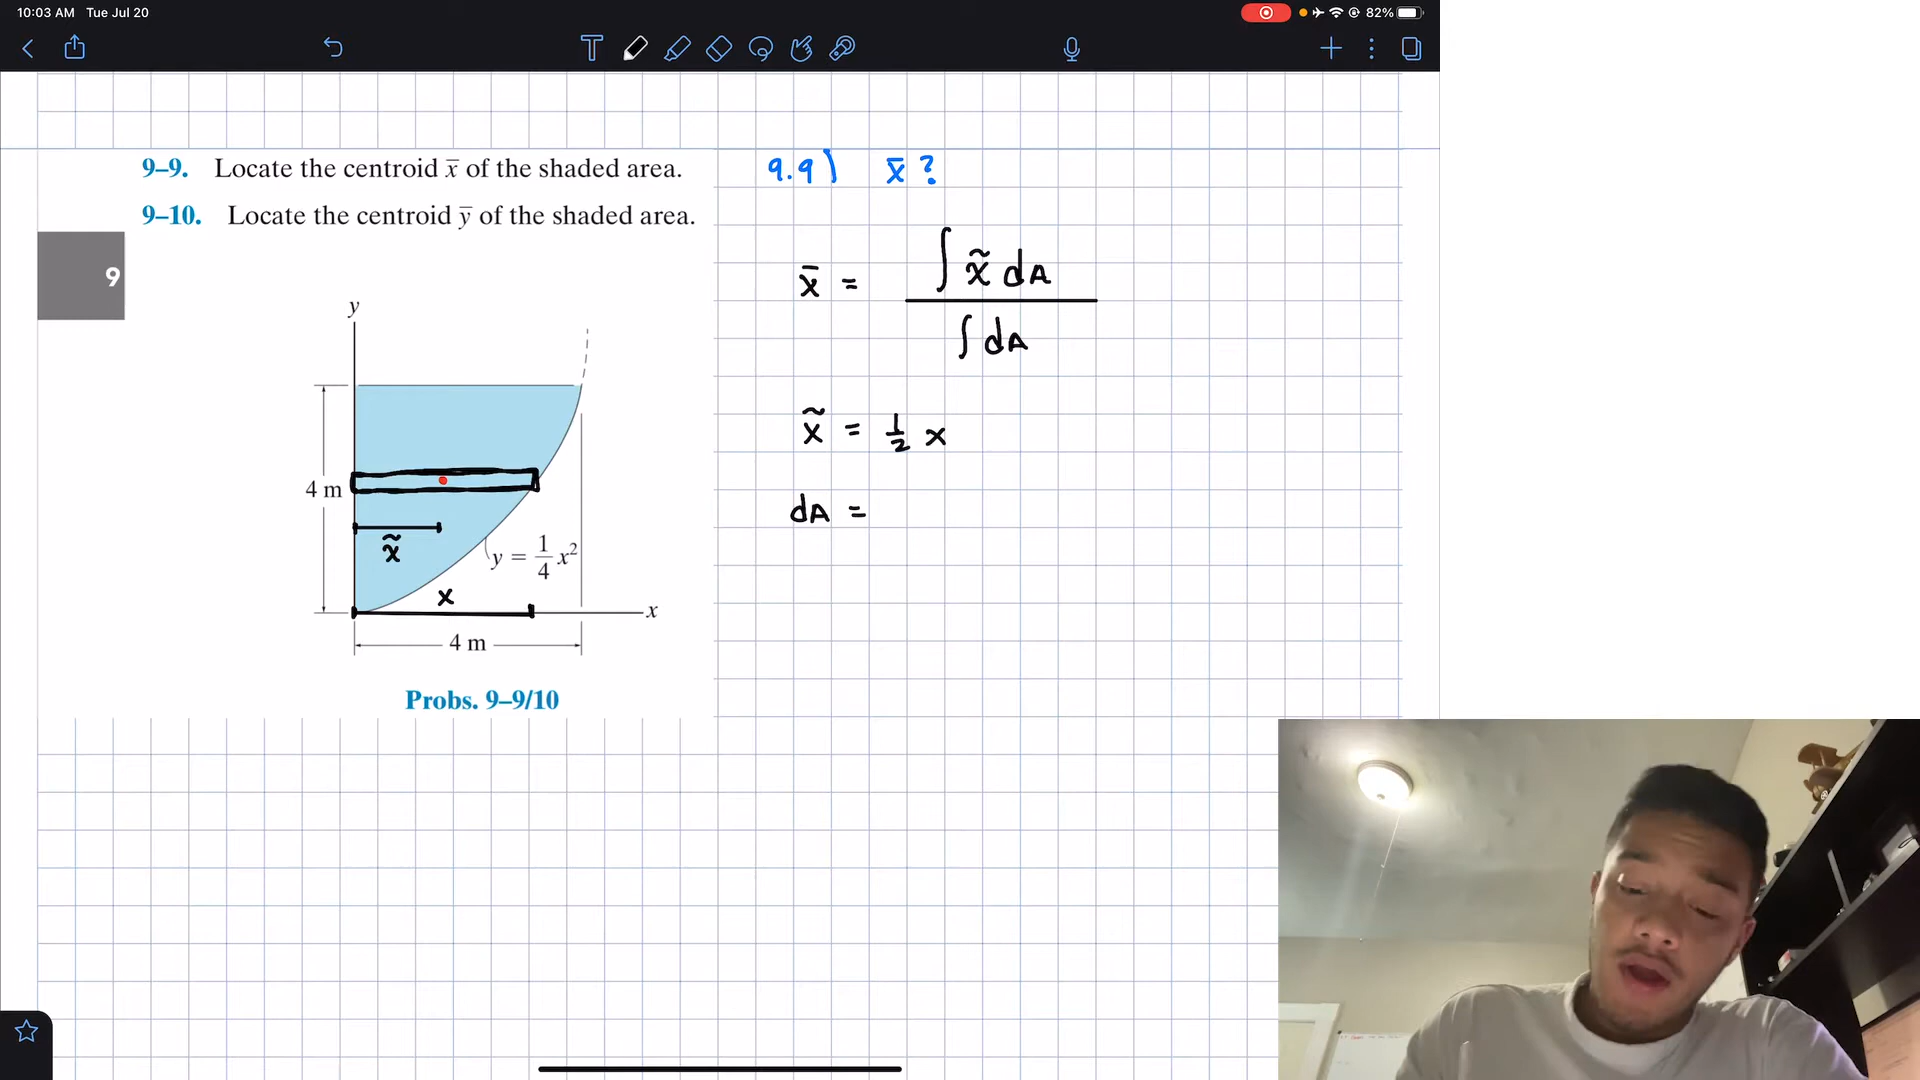 10:03 AM Tue Jul 20
82%
9–9. Locate the centroid x̄ of the shaded area.
9–10. Locate the centroid ȳ of the shaded area.
9
y
4 m
x̃
y = 1/4 x²
x
x
4 m
Probs. 9–9/10
9.9) x̄ ?
x̄ = ∫ x̃ dA / ∫ dA
x̃ = 1/2 x
dA =